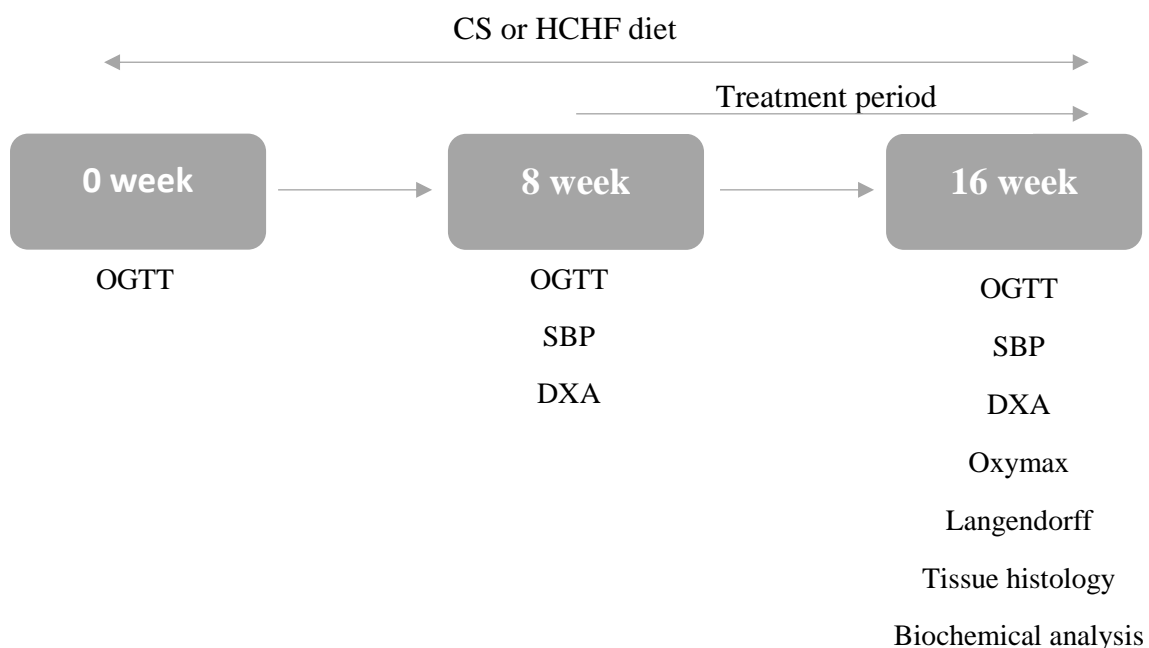 CS or HCHF diet
Treatment period
0 week
8 week
16 week
OGTT
OGTT
SBP
DXA
OGTT
SBP
DXA
Oxymax
Langendorff
Tissue histology
Biochemical analysis